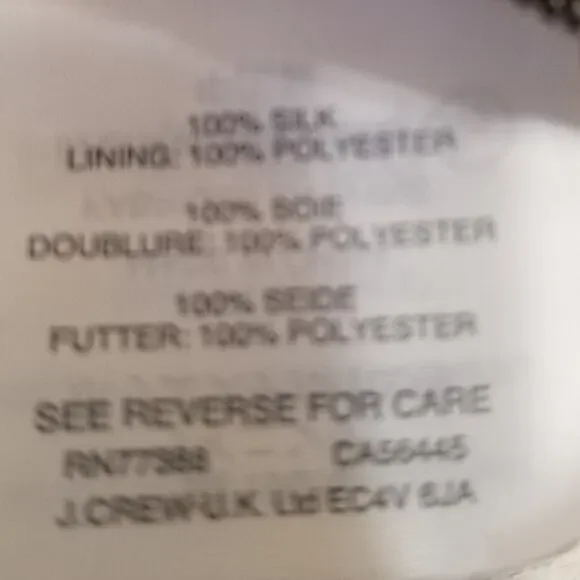 100% SILK
LINING: 100% POLYESTER
100% SOIE
DOUBLURE: 100% POLYESTER
100% SEIDE
FUTTER: 100% POLYESTER
SEE REVERSE FOR CARE
RN77388 CA56445
J.CREW U.K. Ltd EC4V 6JA